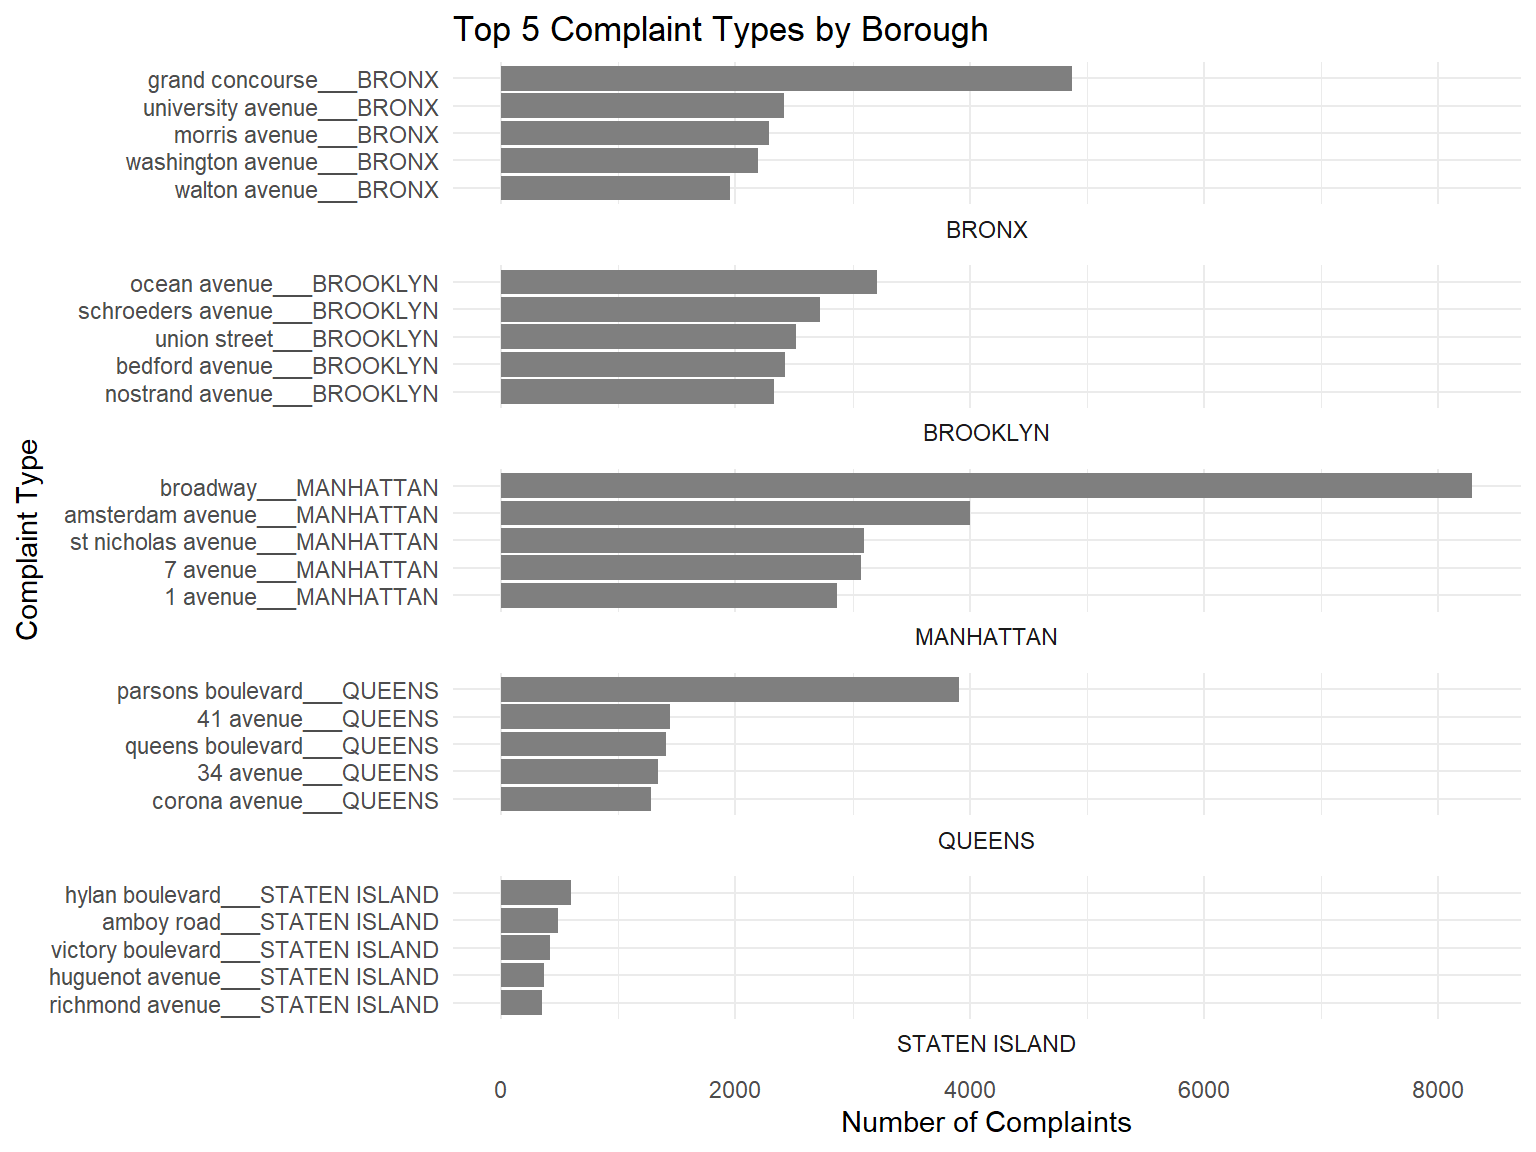 Top 5 Complaint Types by Borough
grand concourse___BRONX
university avenue___BRONX
morris avenue___BRONX
washington avenue___BRONX
walton avenue___BRONX
BRONX
ocean avenue___BROOKLYN
schroeders avenue___BROOKLYN
union street___BROOKLYN
bedford avenue___BROOKLYN
nostrand avenue___BROOKLYN
BROOKLYN
Complaint Type
broadway___MANHATTAN
amsterdam avenue___MANHATTAN
st nicholas avenue___MANHATTAN
7 avenue___MANHATTAN
1 avenue___MANHATTAN
MANHATTAN
parsons boulevard___QUEENS
41 avenue___QUEENS
queens boulevard___QUEENS
34 avenue___QUEENS
corona avenue___QUEENS
QUEENS
hylan boulevard___STATEN ISLAND
amboy road___STATEN ISLAND
victory boulevard___STATEN ISLAND
huguenot avenue___STATEN ISLAND
richmond avenue___STATEN ISLAND
STATEN ISLAND
0 2000 4000 6000 8000
Number of Complaints